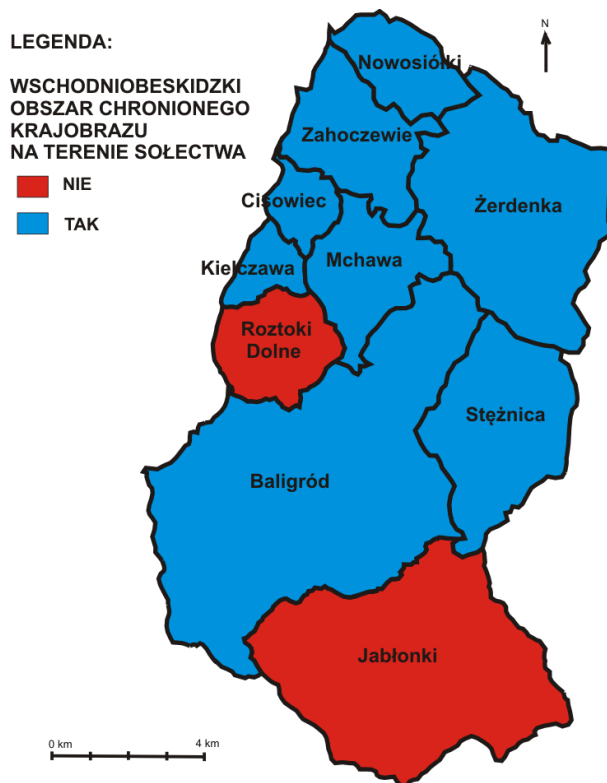 LEGENDA:
WSCHODNIOBESKIDZKI
OBSZAR CHRONIONEGO
KRAJOBRAZU
NA TERENIE SOŁECTWA
NIE
TAK
N
Nowosiółki
Zahoczewie
Cisowiec
Żerdenka
Mchawa
Kiełczawa
Roztoki
Dolne
Stężnica
Baligród
Jabłonki
0 km
4 km